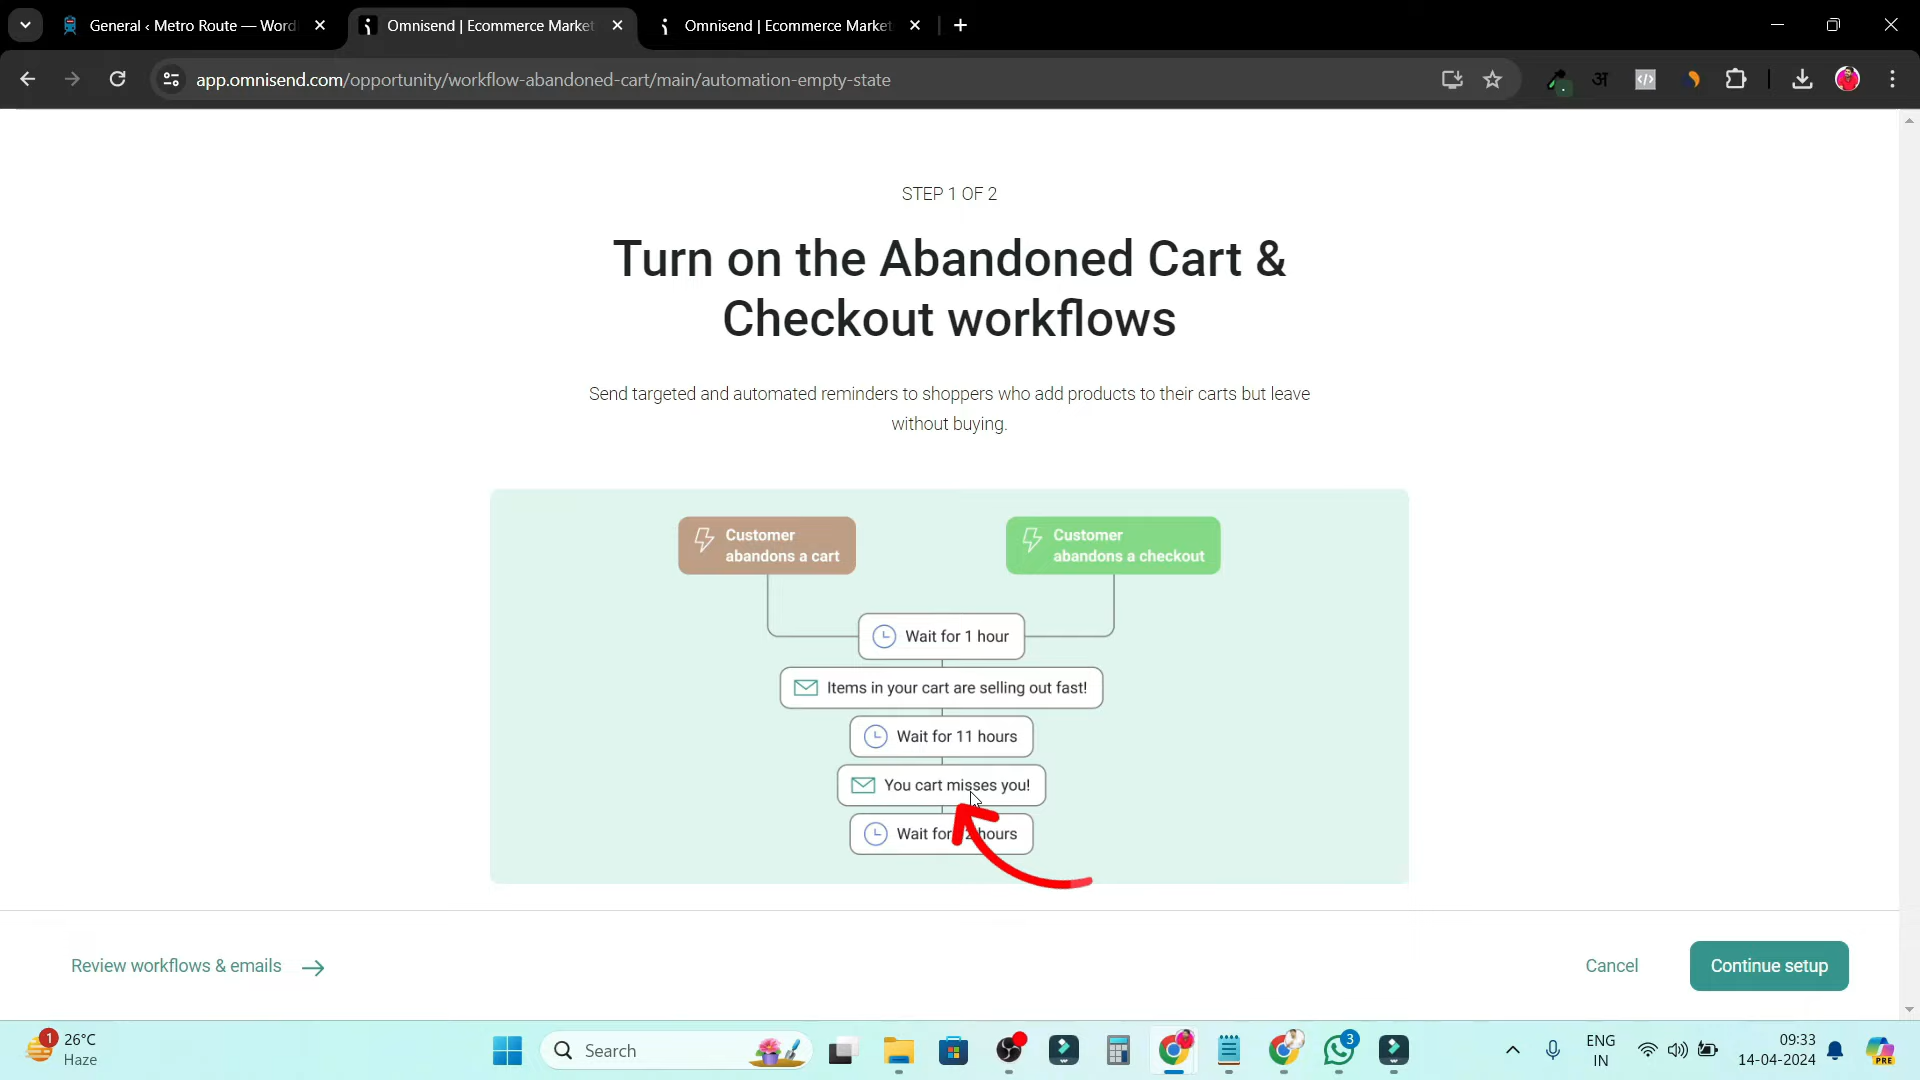 General ‹ Metro Route — Word
Omnisend | Ecommerce Market
Omnisend | Ecommerce Market
app.omnisend.com/opportunity/workflow-abandoned-cart/main/automation-empty-state
अ
STEP 1 OF 2
Turn on the Abandoned Cart &
Checkout workflows
Send targeted and automated reminders to shoppers who add products to their carts but leave
without buying.
Customer
abandons a cart
Customer
abandons a checkout
Wait for 1 hour
Items in your cart are selling out fast!
Wait for 11 hours
You cart misses you!
Wait for 2 hours
Review workflows & emails
Cancel
Continue setup
1
26°C
Haze
Search
3
ENG
IN
09:33
14-04-2024
PRE